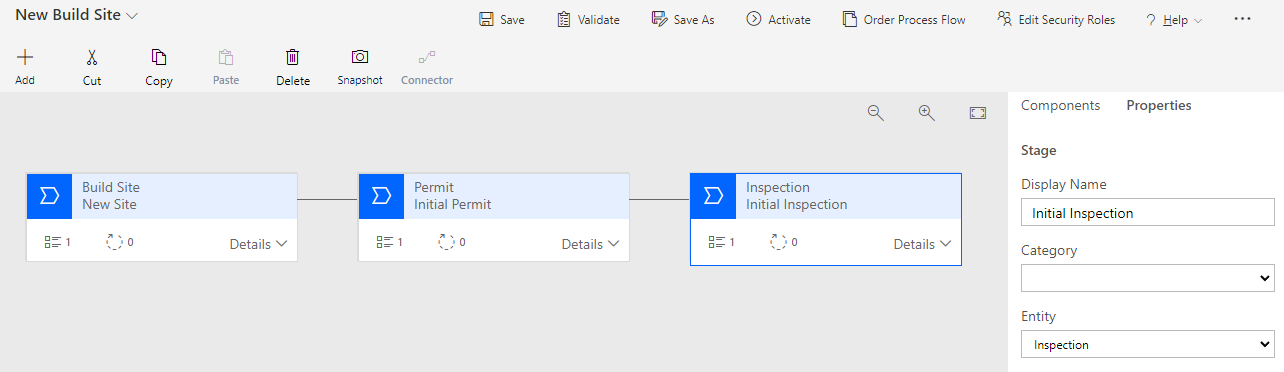 New Build Site
Save
Validate
Save As
Activate
Order Process Flow
Edit Security Roles
? Help
...
Add
Cut
Copy
Paste
Delete
Snapshot
Connector
Components
Properties
Build Site
New Site
1
0
Details
Permit
Initial Permit
1
0
Details
Inspection
Initial Inspection
1
0
Details
Stage
Display Name
Initial Inspection
Category
Entity
Inspection